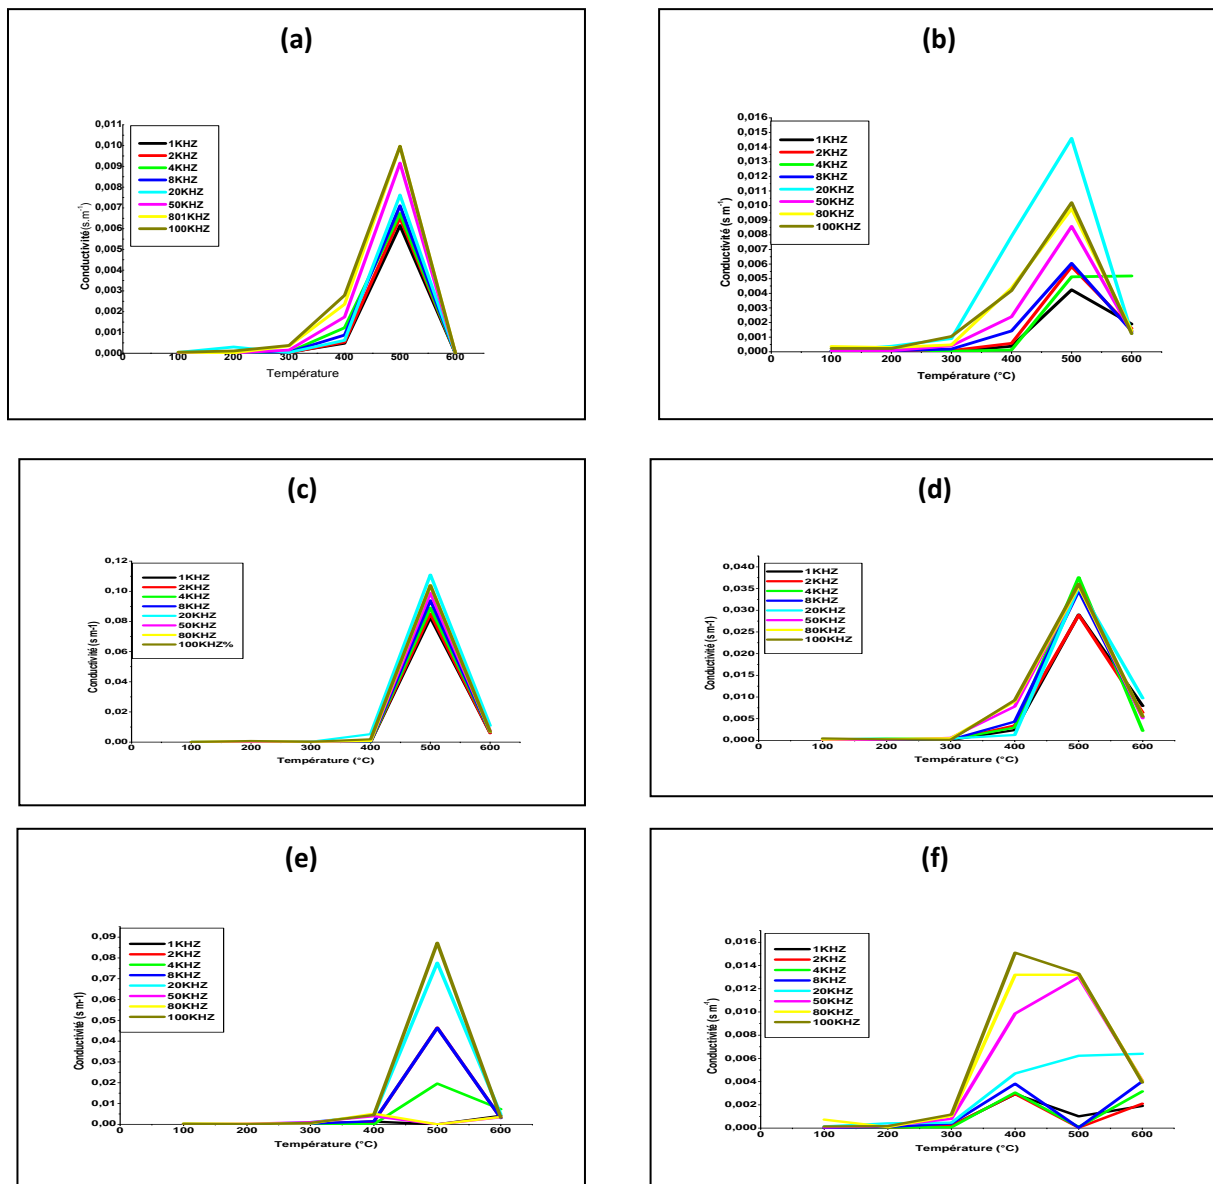 (a)
Conductivité (s.m⁻¹)
0,011
0,010
0,009
0,008
0,007
0,006
0,005
0,004
0,003
0,002
0,001
0,000
1KHZ
2KHZ
4KHZ
8KHZ
20KHZ
50KHZ
801KHZ
100KHZ
0 100 200 300 400 500 600
Température
(b)
Conductivité (s m⁻¹)
0,016
0,015
0,014
0,013
0,012
0,011
0,010
0,009
0,008
0,007
0,006
0,005
0,004
0,003
0,002
0,001
0,000
1KHZ
2KHZ
4KHZ
8KHZ
20KHZ
50KHZ
80KHZ
100KHZ
0 100 200 300 400 500 600
Température (°C)
(c)
Conductivité (s m-1)
0,12
0,10
0,08
0,06
0,04
0,02
0,00
1KHZ
2KHZ
4KHZ
8KHZ
20KHZ
50KHZ
80KHZ
100KHZ%
0 100 200 300 400 500 600
Température (°C)
(d)
Conductivité (s m-1)
0,040
0,035
0,030
0,025
0,020
0,015
0,010
0,005
0,000
1KHZ
2KHZ
4KHZ
8KHZ
20KHZ
50KHZ
80KHZ
100KHZ
0 100 200 300 400 500 600
Température (°C)
(e)
Conductivité (s m-1)
0,09
0,08
0,07
0,06
0,05
0,04
0,03
0,02
0,01
0,00
1KHZ
2KHZ
4KHZ
8KHZ
20KHZ
50KHZ
80KHZ
100KHZ
0 100 200 300 400 500 600
Température (°C)
(f)
Conductivité (s m⁻¹)
0,016
0,014
0,012
0,010
0,008
0,006
0,004
0,002
0,000
1KHZ
2KHZ
4KHZ
8KHZ
20KHZ
50KHZ
80KHZ
100KHZ
0 100 200 300 400 500 600
Température (°C)